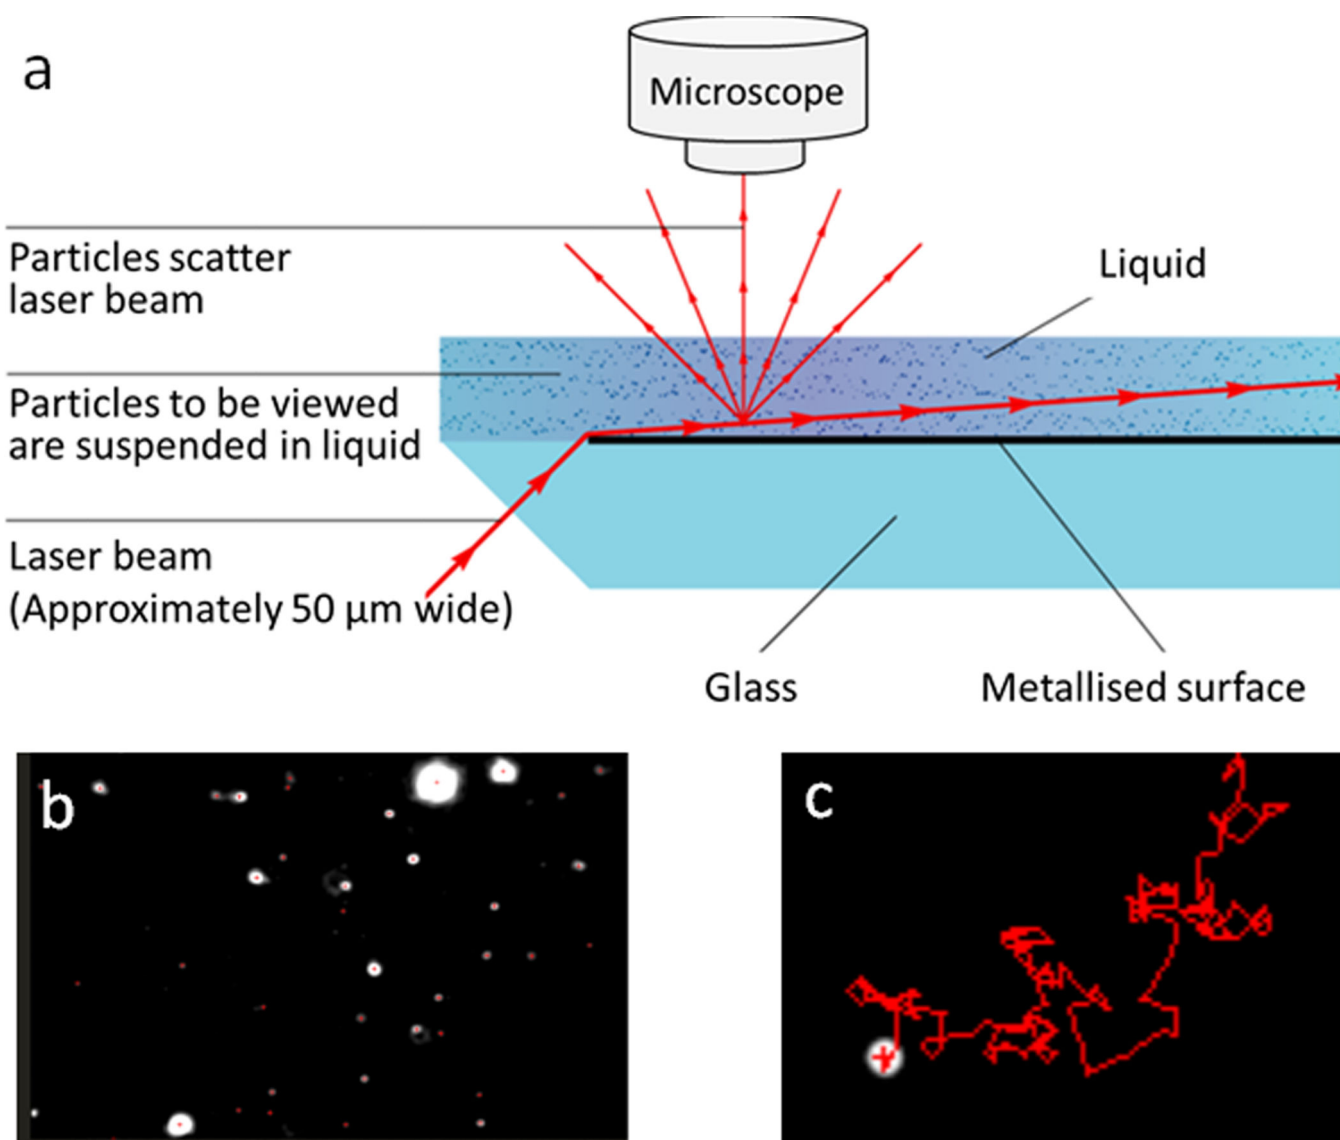 a
Microscope
Particles scatter
laser beam
Liquid
Particles to be viewed
are suspended in liquid
Laser beam
(Approximately 50 µm wide)
Glass
Metallised surface
b
c